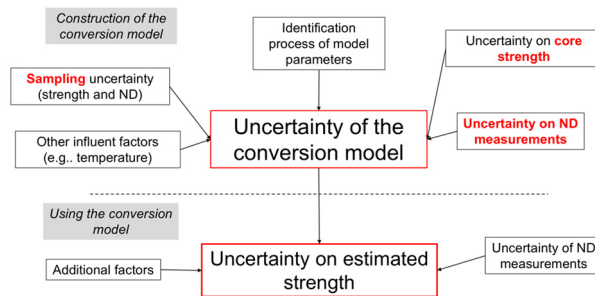 Construction of the
conversion model
Identification
process of model
parameters
Uncertainty on core
strength
Sampling uncertainty
(strength and ND)
Uncertainty of the
conversion model
Uncertainty on ND
measurements
Other influent factors
(e.g.. temperature)
Using the conversion
model
Uncertainty on estimated
strength
Uncertainty of ND
measurements
Additional factors